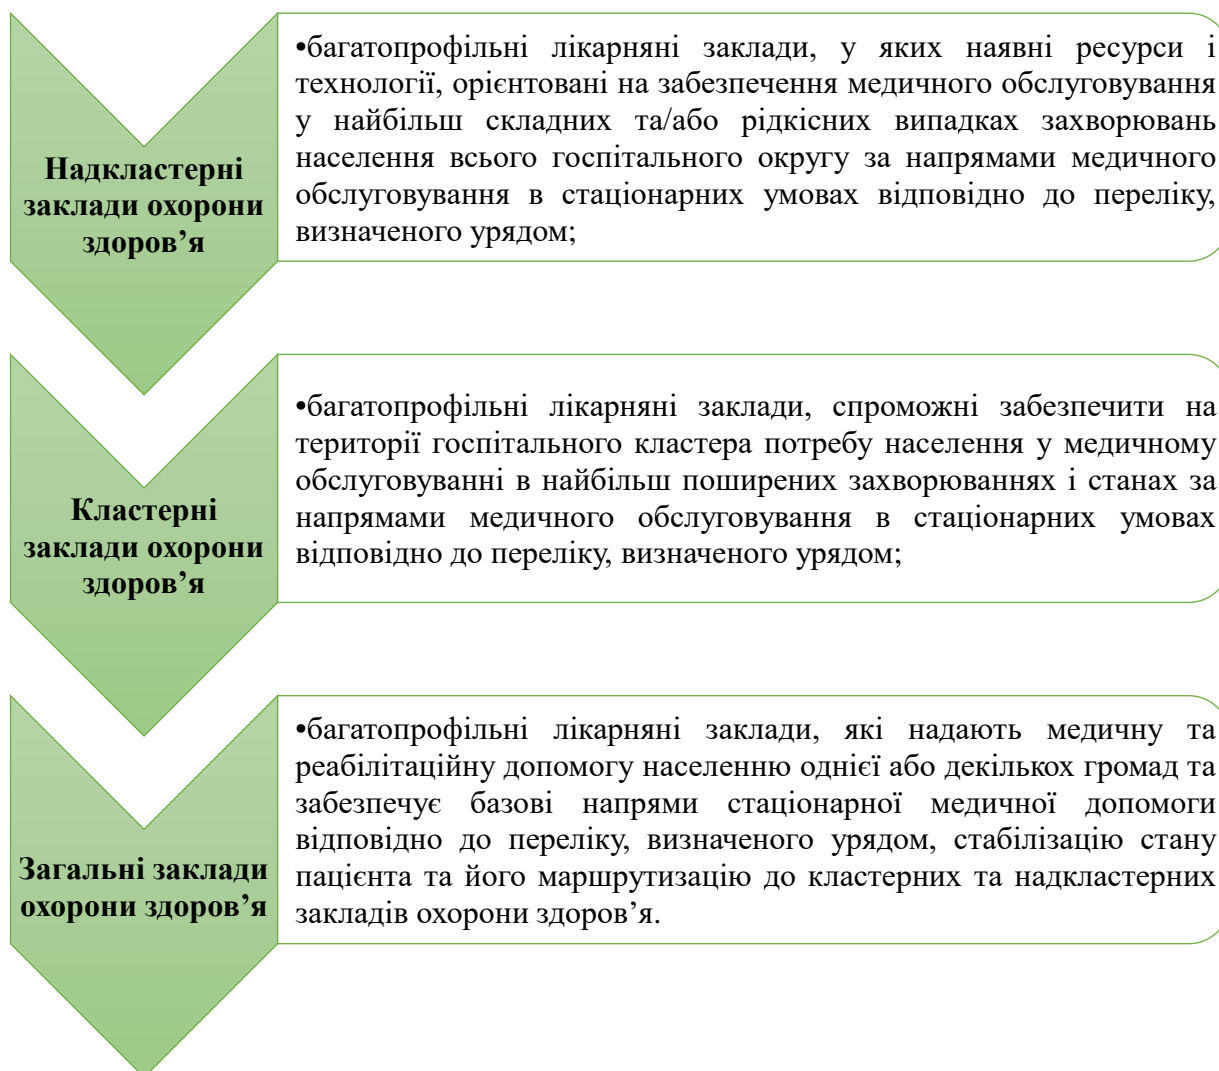 Надкластерні
заклади охорони
здоров’я
•багатопрофільні лікарняні заклади, у яких наявні ресурси і
технології, орієнтовані на забезпечення медичного обслуговування
у найбільш складних та/або рідкісних випадках захворювань
населення всього госпітального округу за напрямами медичного
обслуговування в стаціонарних умовах відповідно до переліку,
визначеного урядом;
Кластерні
заклади охорони
здоров’я
•багатопрофільні лікарняні заклади, спроможні забезпечити на
території госпітального кластера потребу населення у медичному
обслуговуванні в найбільш поширених захворюваннях і станах за
напрямами медичного обслуговування в стаціонарних умовах
відповідно до переліку, визначеного урядом;
Загальні заклади
охорони здоров’я
•багатопрофільні лікарняні заклади, які надають медичну та
реабілітаційну допомогу населенню однієї або декількох громад та
забезпечує базові напрями стаціонарної медичної допомоги
відповідно до переліку, визначеного урядом, стабілізацію стану
пацієнта та його маршрутизацію до кластерних та надкластерних
закладів охорони здоров’я.